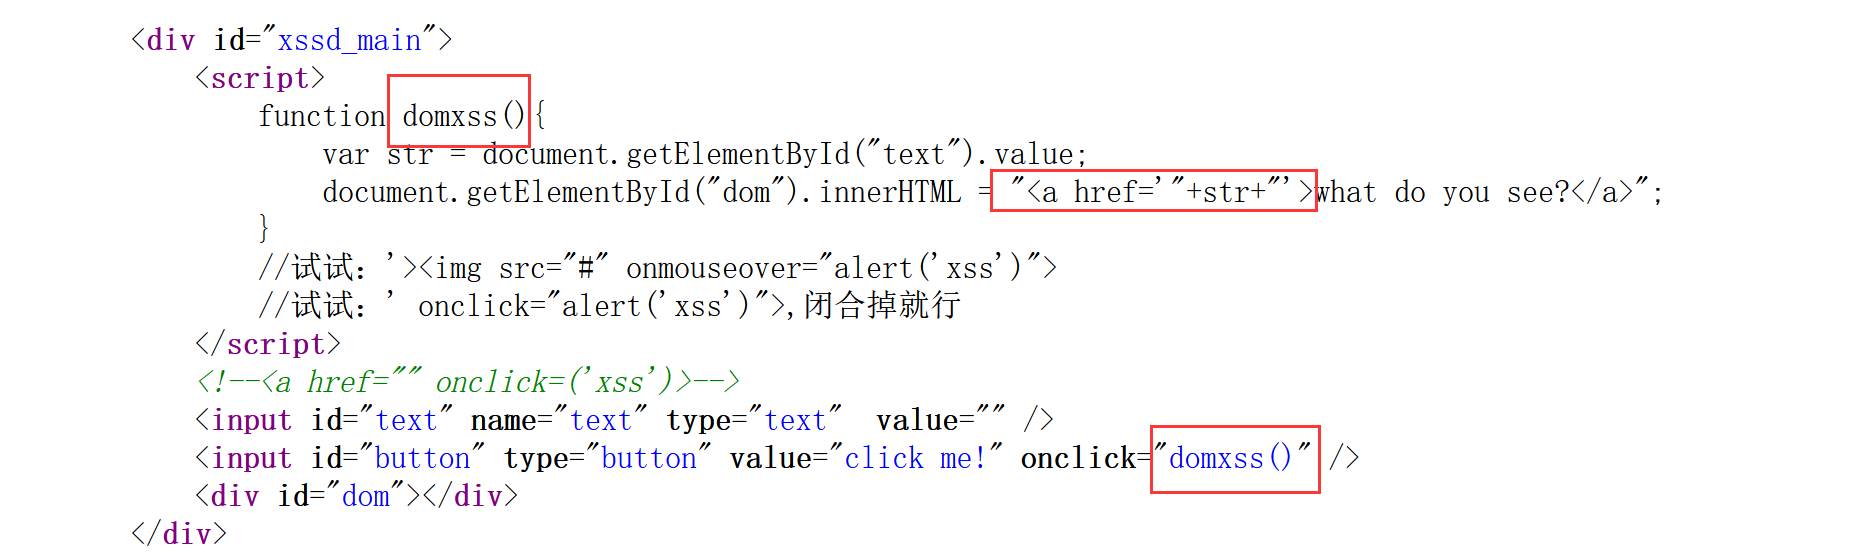 <div id="xssd_main">
<script>
function domxss(){
var str = document.getElementById("text").value;
document.getElementById("dom").innerHTML = "<a href='"+str+"'>what do you see?</a>";
}
//试试：'><img src="#" onmouseover="alert('xss')">
//试试：' onclick="alert('xss')">,闭合掉就行
</script>
<!--<a href="" onclick=('xss')>-->
<input id="text" name="text" type="text"  value="" />
<input id="button" type="button" value="click me!" onclick="domxss()" />
<div id="dom"></div>
</div>